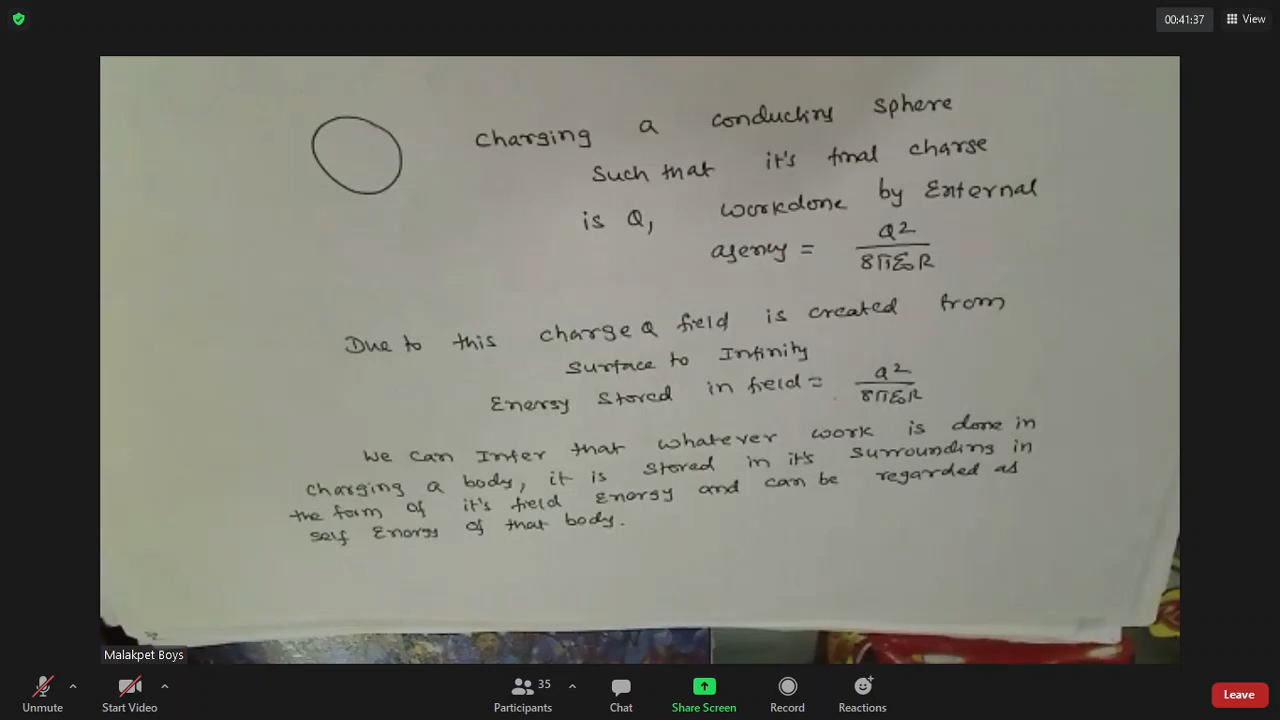 00:41:37
View
Charging a conducting sphere
such that it's final charge
is Q, workdone by External
agency = Q²/8πε₀R
Due to this charge Q field is created from
surface to Infinity
Energy stored in field = Q²/8πε₀R
We can Infer that whatever work is done in
charging a body, it is stored in it's surrounding in
the form of it's field Energy and can be regarded as
self Energy of that body.
Malakpet Boys
Unmute
Start Video
35
Participants
Chat
Share Screen
Record
Reactions
Leave